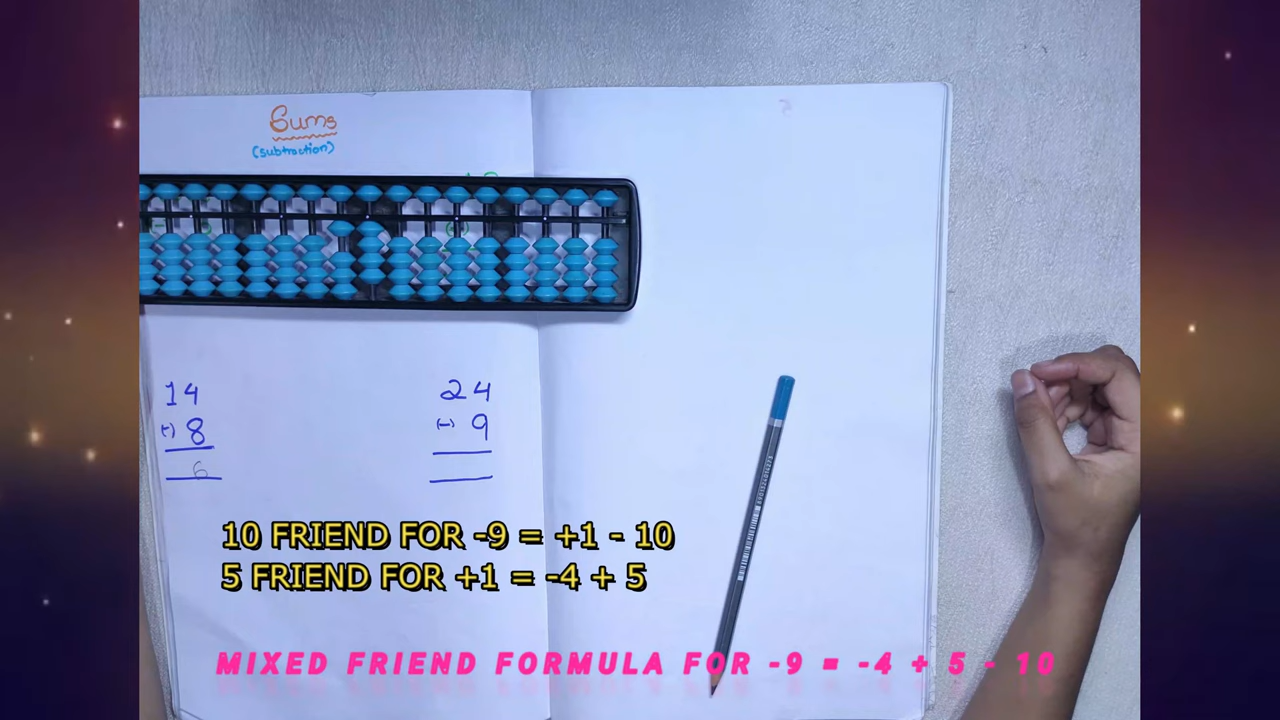 Sums
(subtraction)
14
(-) 8
6
24
(-) 9
10 FRIEND FOR -9 = +1 - 10
5 FRIEND FOR +1 = -4 + 5
MIXED FRIEND FORMULA FOR -9 = -4 + 5 - 10